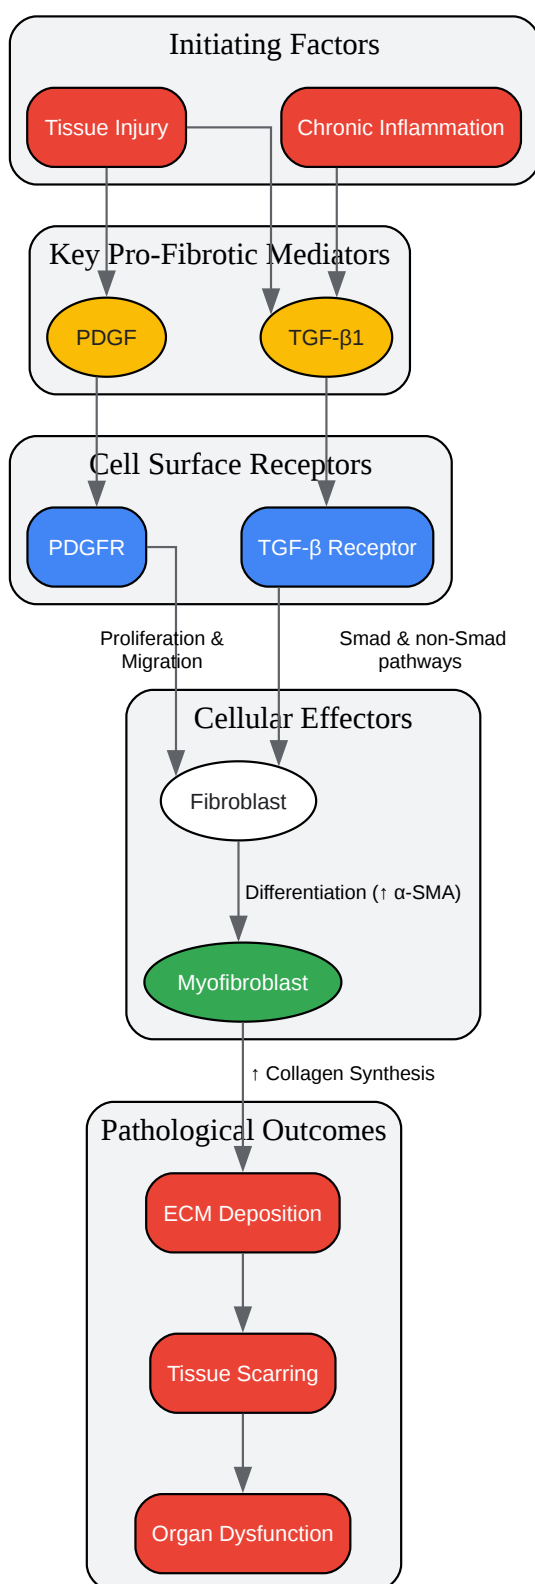 Initiating Factors
Tissue Injury
Chronic Inflammation
Key Pro-Fibrotic Mediators
PDGF
TGF-β1
Cell Surface Receptors
PDGFR
TGF-β Receptor
Proliferation &
Migration
Smad & non-Smad
pathways
Cellular Effectors
Fibroblast
Differentiation (↑ α-SMA)
Myofibroblast
↑ Collagen Synthesis
Pathological Outcomes
ECM Deposition
Tissue Scarring
Organ Dysfunction